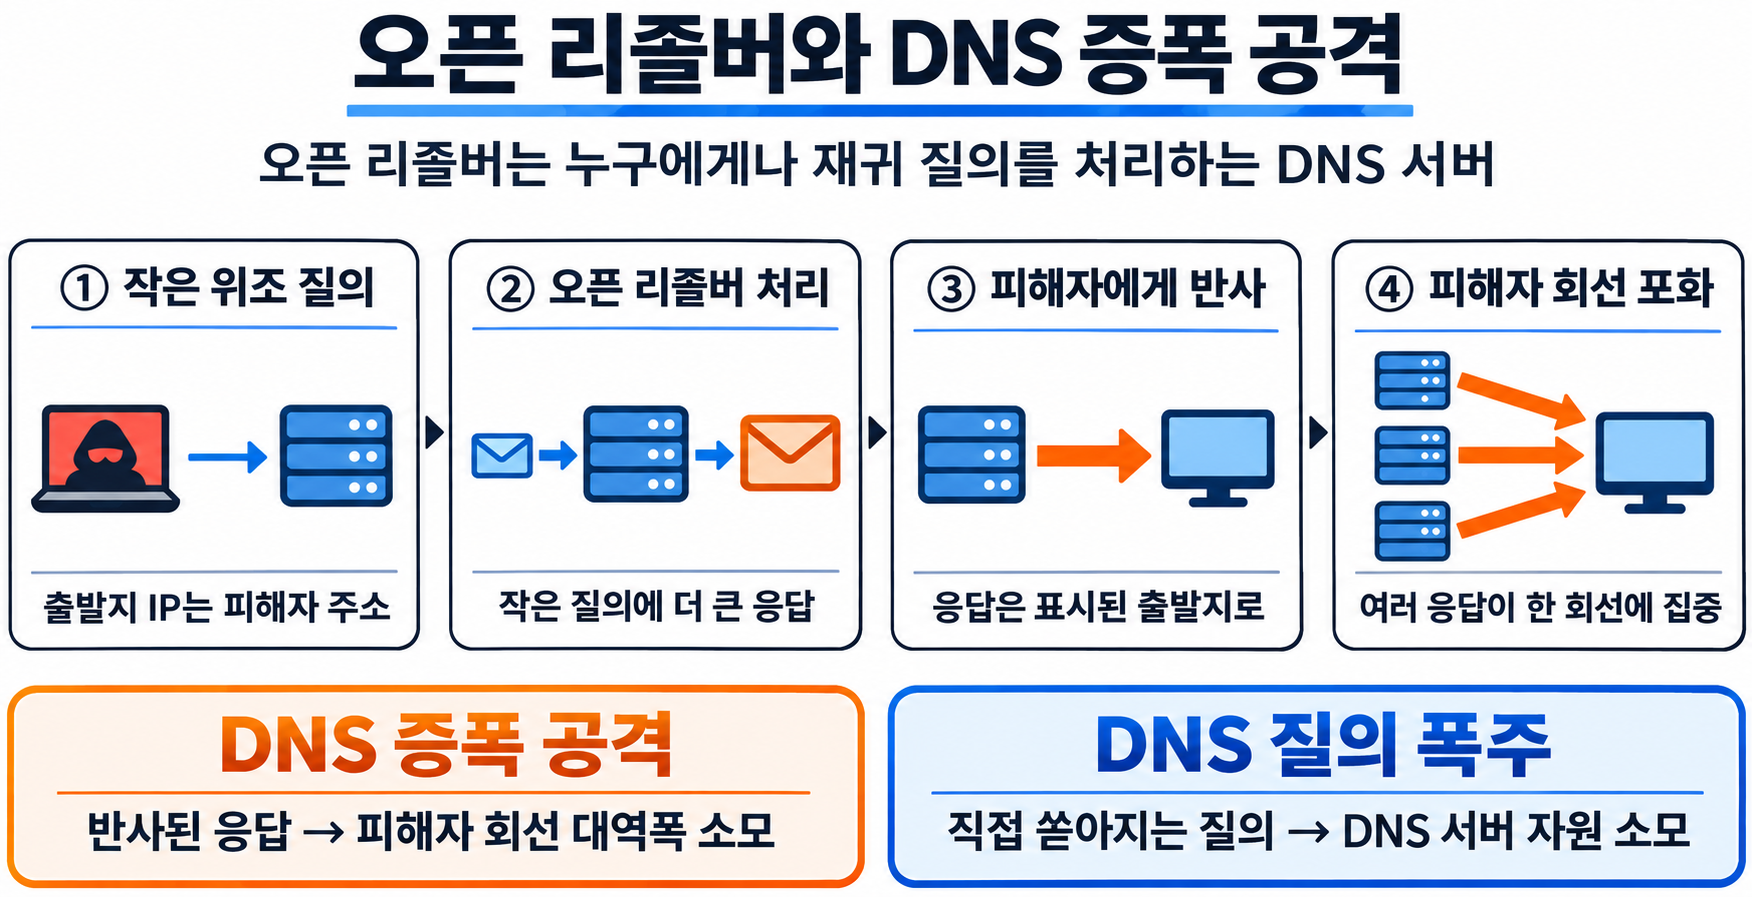 오픈 리졸버와 DNS 증폭 공격
오픈 리졸버는 누구에게나 재귀 질의를 처리하는 DNS 서버
① 작은 위조 질의
출발지 IP는 피해자 주소
② 오픈 리졸버 처리
작은 질의에 더 큰 응답
③ 피해자에게 반사
응답은 표시된 출발지로
④ 피해자 회선 포화
여러 응답이 한 회선에 집중
DNS 증폭 공격
반사된 응답 → 피해자 회선 대역폭 소모
DNS 질의 폭주
직접 쏟아지는 질의 → DNS 서버 자원 소모